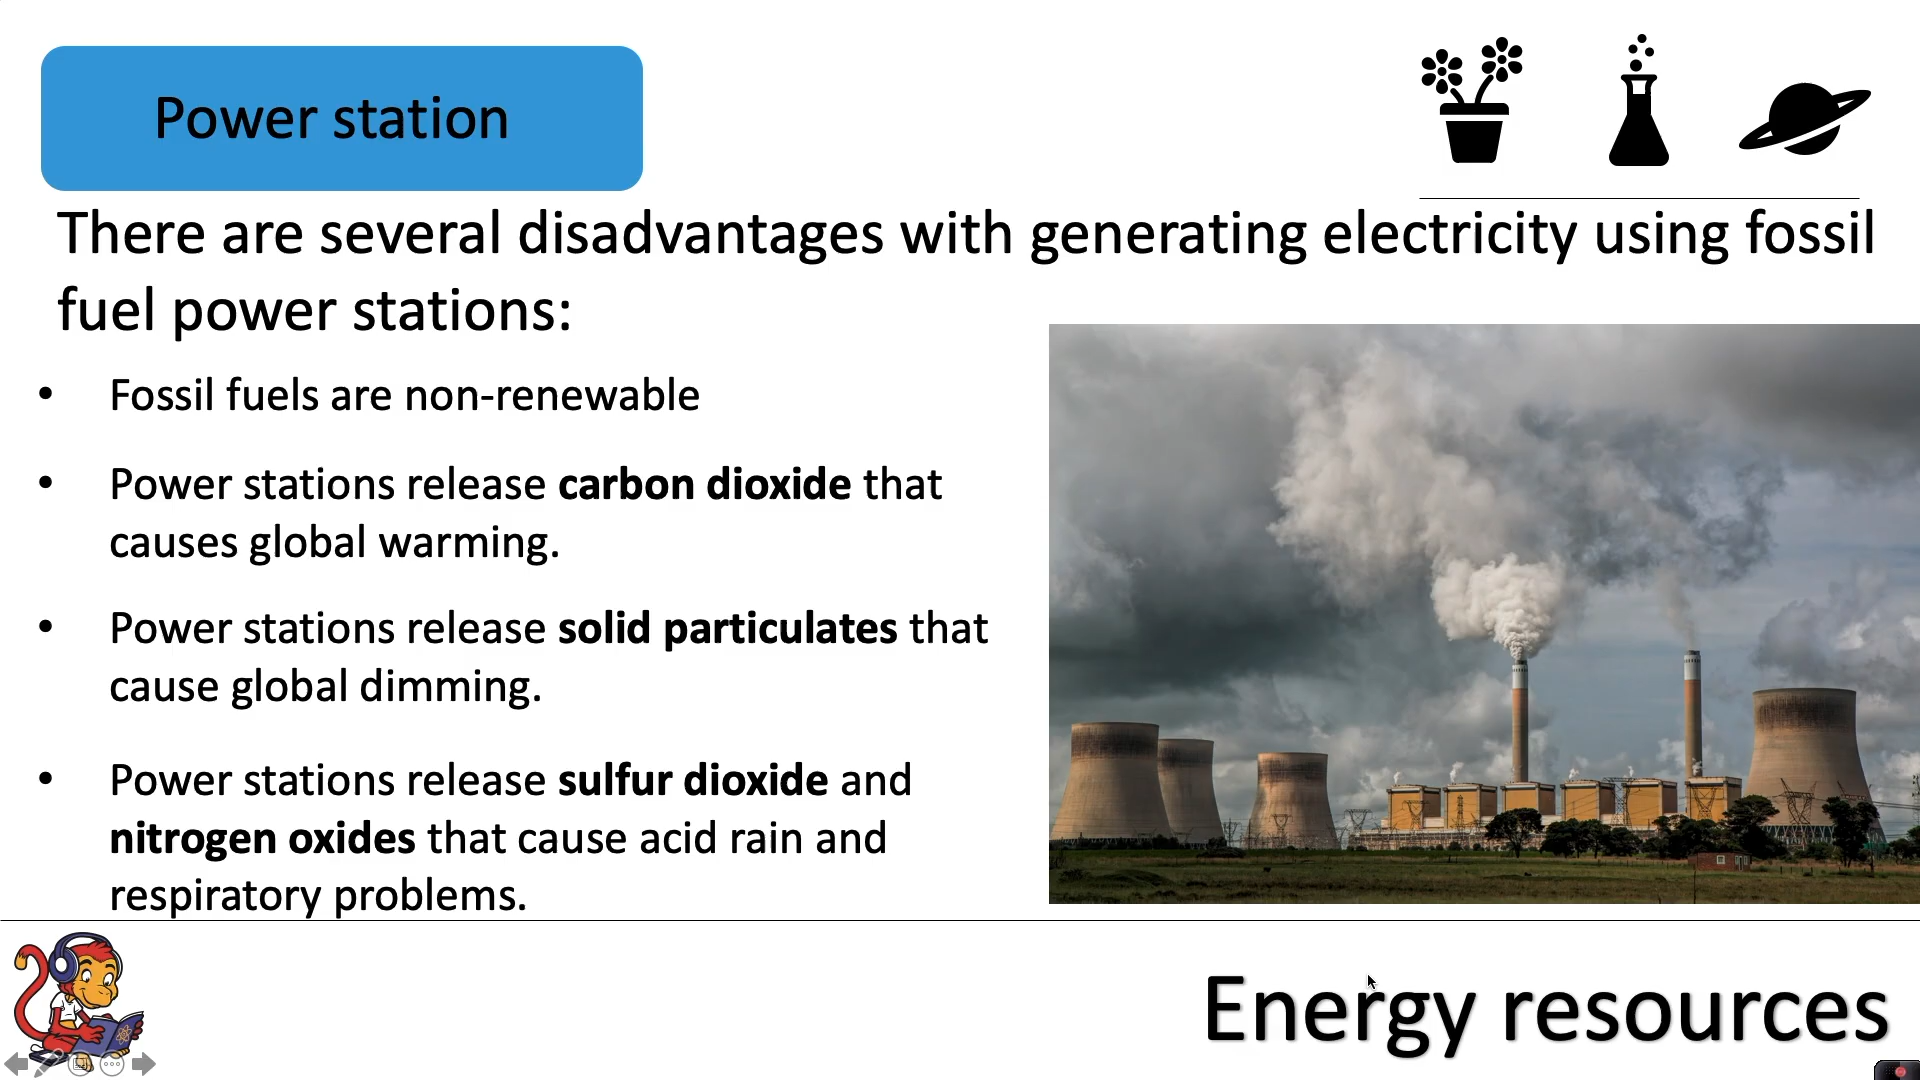 Power station
There are several disadvantages with generating electricity using fossil
fuel power stations:
• Fossil fuels are non-renewable
• Power stations release carbon dioxide that
causes global warming.
• Power stations release solid particulates that
cause global dimming.
• Power stations release sulfur dioxide and
nitrogen oxides that cause acid rain and
respiratory problems.
Energy resources